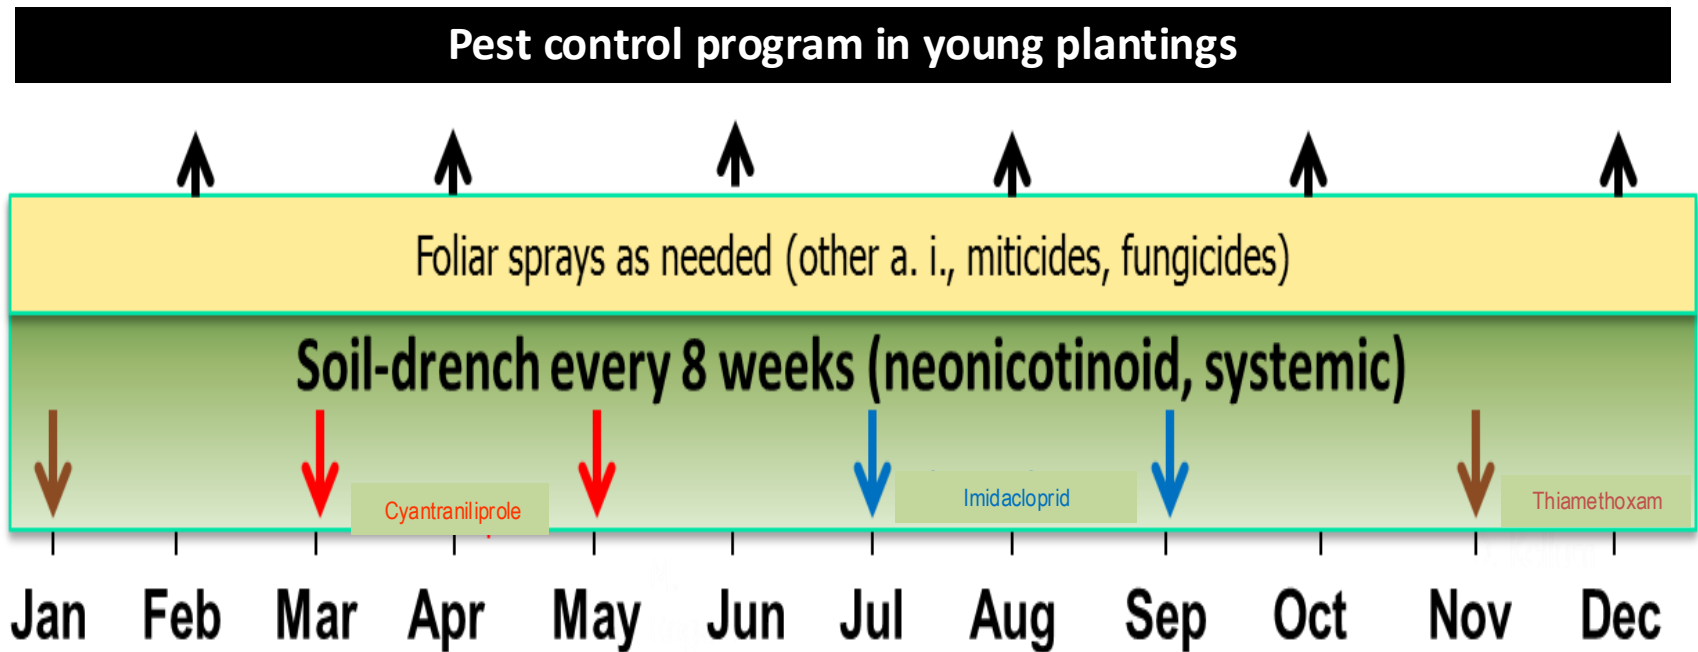 Pest control program in young plantings
Foliar sprays as needed (other a. i., miticides, fungicides)
Soil-drench every 8 weeks (neonicotinoid, systemic)
Cyantraniliprole
Imidacloprid
Thiamethoxam
Jan Feb Mar Apr May Jun Jul Aug Sep Oct Nov Dec